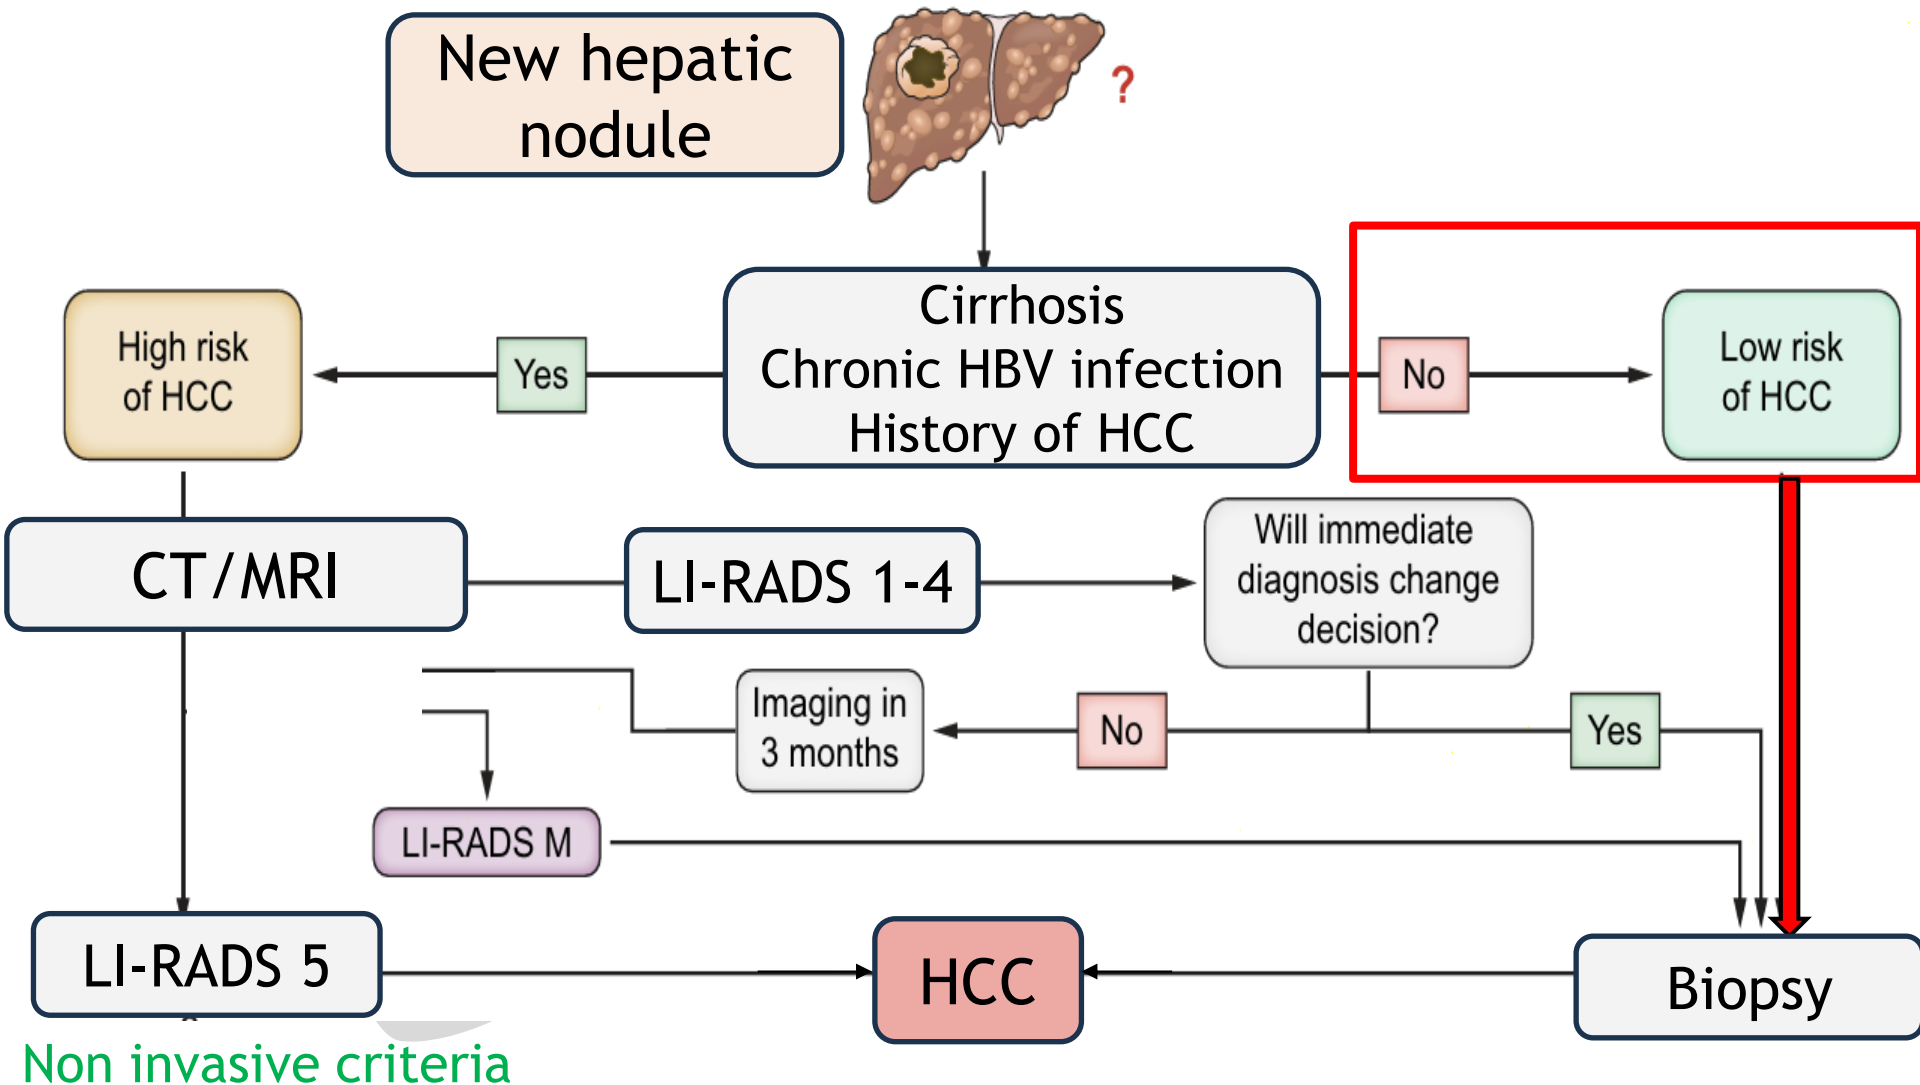 New hepatic
nodule
?
Cirrhosis
Chronic HBV infection
History of HCC
High risk
of HCC
Yes
No
Low risk
of HCC
CT/MRI
LI-RADS 1-4
Will immediate
diagnosis change
decision?
Imaging in
3 months
No
Yes
LI-RADS M
LI-RADS 5
HCC
Biopsy
Non invasive criteria